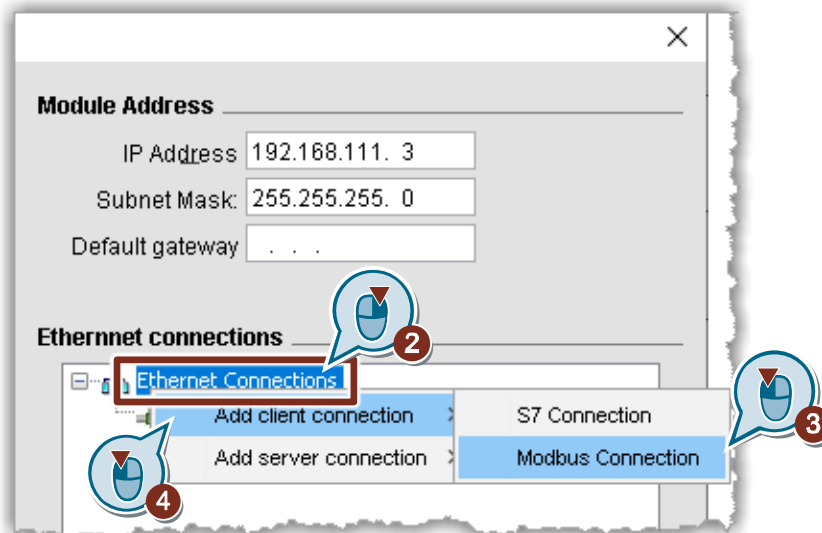 Module Address
IP Address 192.168.111. 3
Subnet Mask: 255.255.255. 0
Default gateway . . .
2
Ethernnet connections
Ethernet Connections
Add client connection
S7 Connection
3
Add server connection
Modbus Connection
4